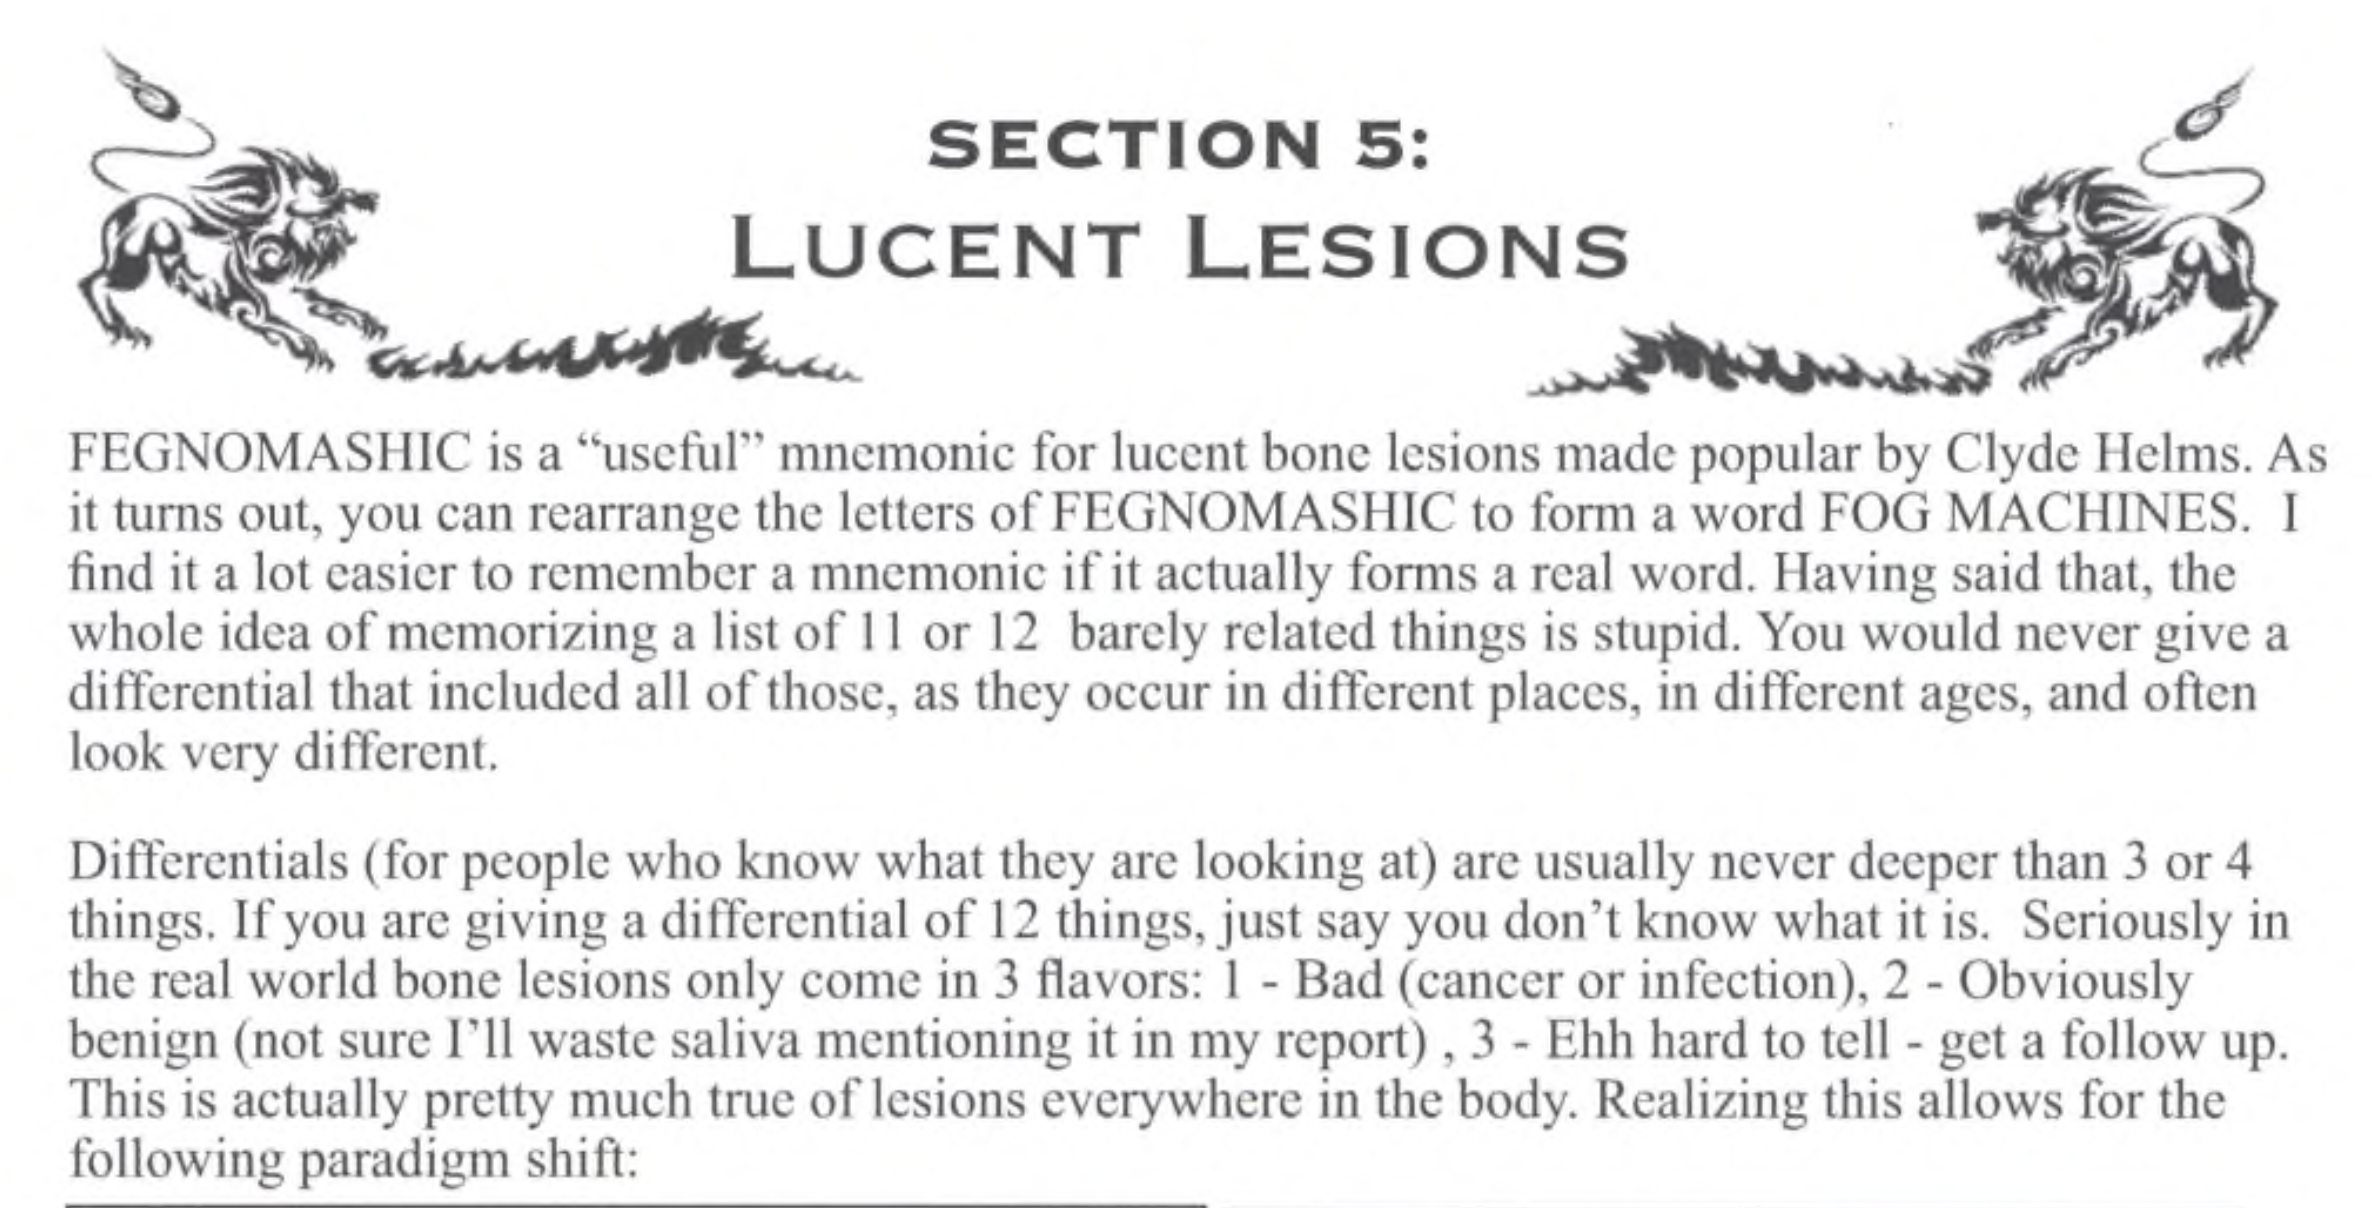 SECTION 5:
LUCENT LESIONS
FEGNOMASHIC is a “useful” mnemonic for lucent bone lesions made popular by Clyde Helms. As
it turns out, you can rearrange the letters of FEGNOMASHIC to form a word FOG MACHINES. I
find it a lot easier to remember a mnemonic if it actually forms a real word. Having said that, the
whole idea of memorizing a list of 11 or 12 barely related things is stupid. You would never give a
differential that included all of those, as they occur in different places, in different ages, and often
look very different.
Differentials (for people who know what they are looking at) are usually never deeper than 3 or 4
things. If you are giving a differential of 12 things, just say you don’t know what it is. Seriously in
the real world bone lesions only come in 3 flavors: 1 - Bad (cancer or infection), 2 - Obviously
benign (not sure I’ll waste saliva mentioning it in my report) , 3 - Ehh hard to tell - get a follow up.
This is actually pretty much true of lesions everywhere in the body. Realizing this allows for the
following paradigm shift: